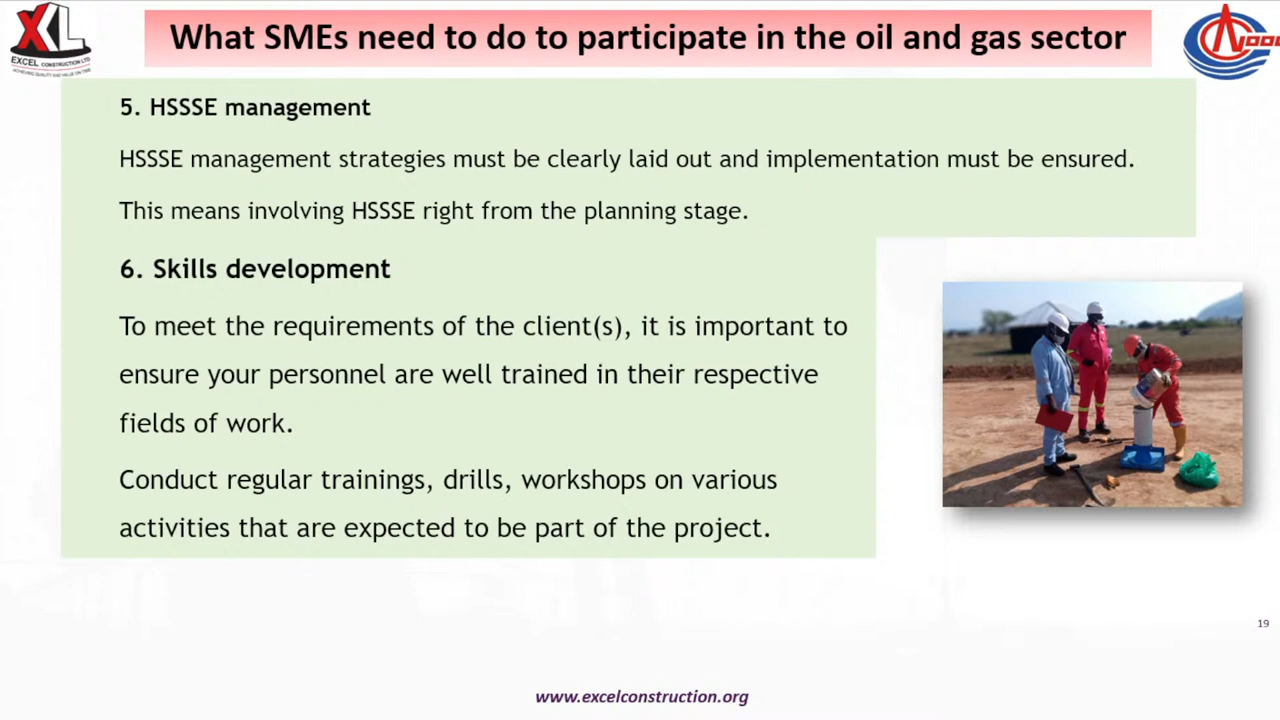 XL
EXCEL CONSTRUCTION LTD
What SMEs need to do to participate in the oil and gas sector
5. HSSSE management
HSSSE management strategies must be clearly laid out and implementation must be ensured.
This means involving HSSSE right from the planning stage.
6. Skills development
To meet the requirements of the client(s), it is important to
ensure your personnel are well trained in their respective
fields of work.
Conduct regular trainings, drills, workshops on various
activities that are expected to be part of the project.
19
www.excelconstruction.org